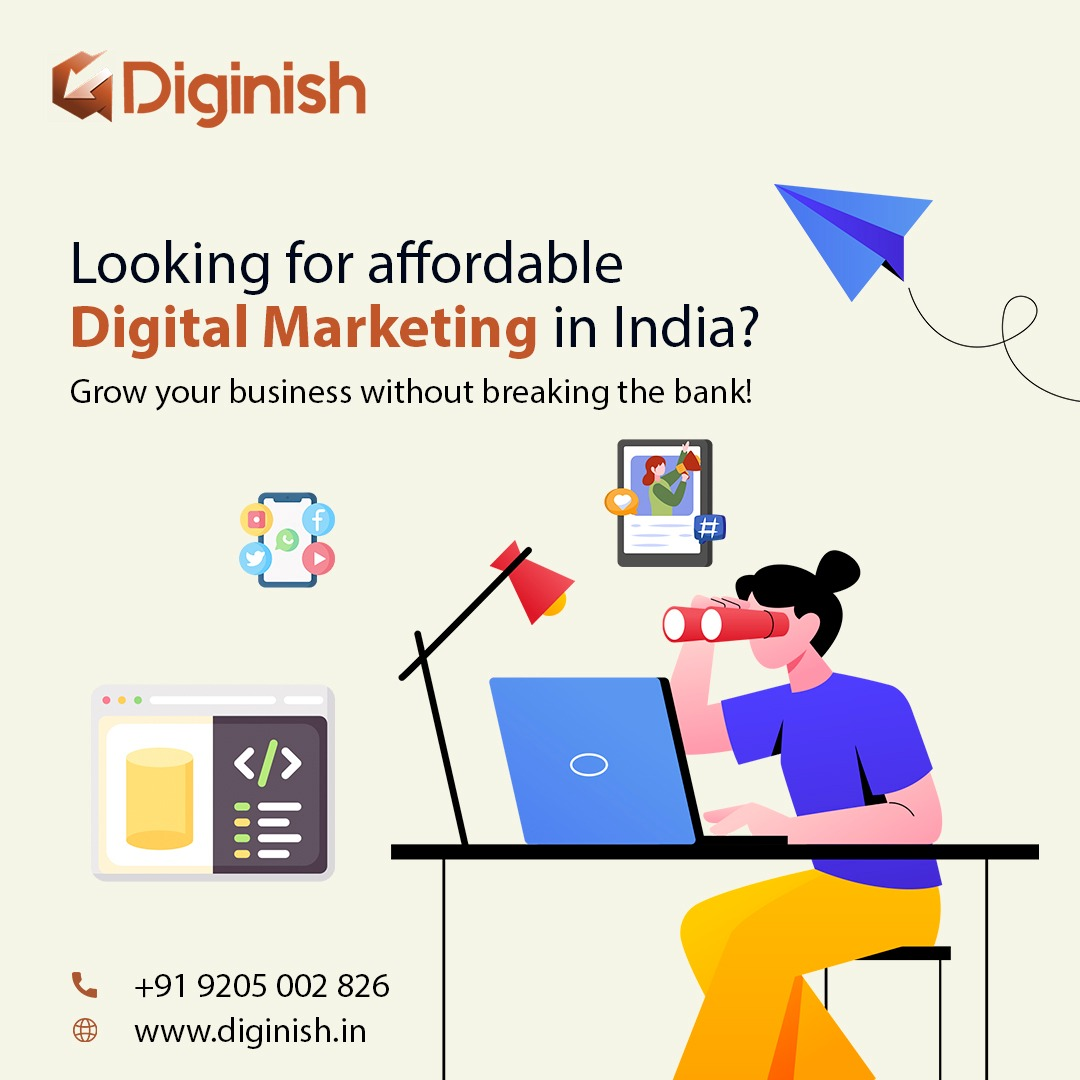 Diginish
Looking for affordable
Digital Marketing in India?
Grow your business without breaking the bank!
#
</>
+91 9205 002 826
www.diginish.in